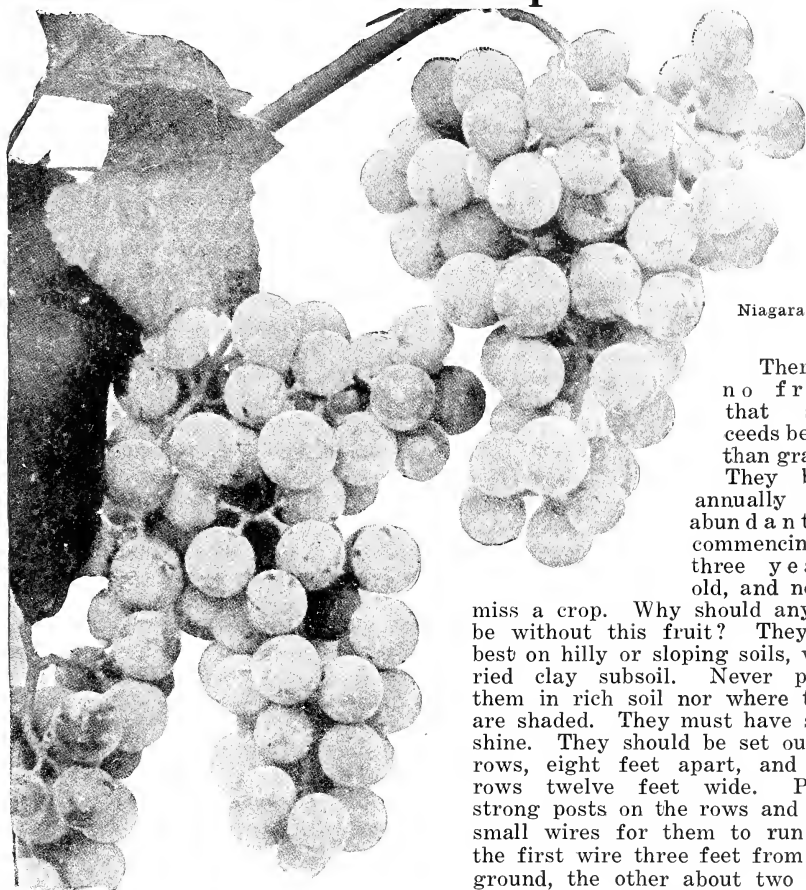 Niagara
Ther
no fr
that
ceeds be
than gra
They
annually
abundant
commencin
three yea
old, and ne
miss a crop. Why should any
be without this fruit? They
best on hilly or sloping soils,
ried clay subsoil. Never p
them in rich soil nor where t
are shaded. They must have s
shine. They should be set ou
rows, eight feet apart, and
rows twelve feet wide. P
strong posts on the rows and
small wires for them to run
the first wire three feet from
ground, the other about two